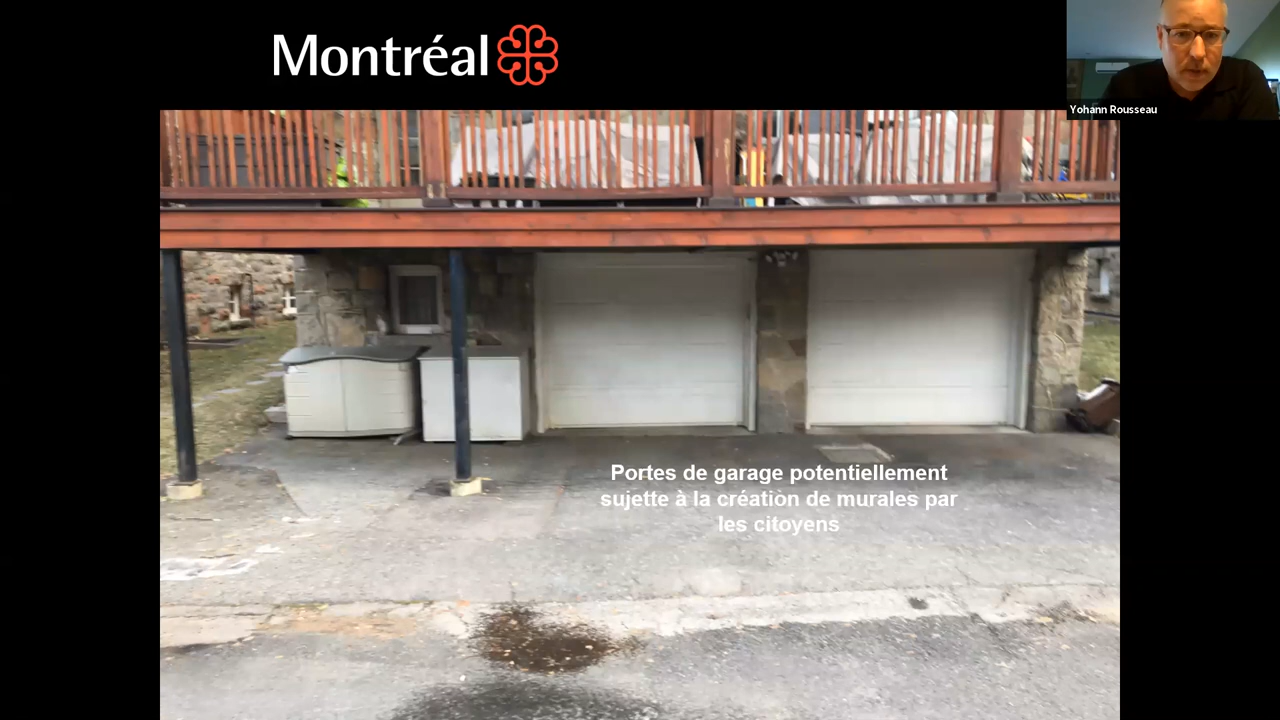 Montréal
Yohann Rousseau
Portes de garage potentiellement
sujette à la création de murales par
les citoyens